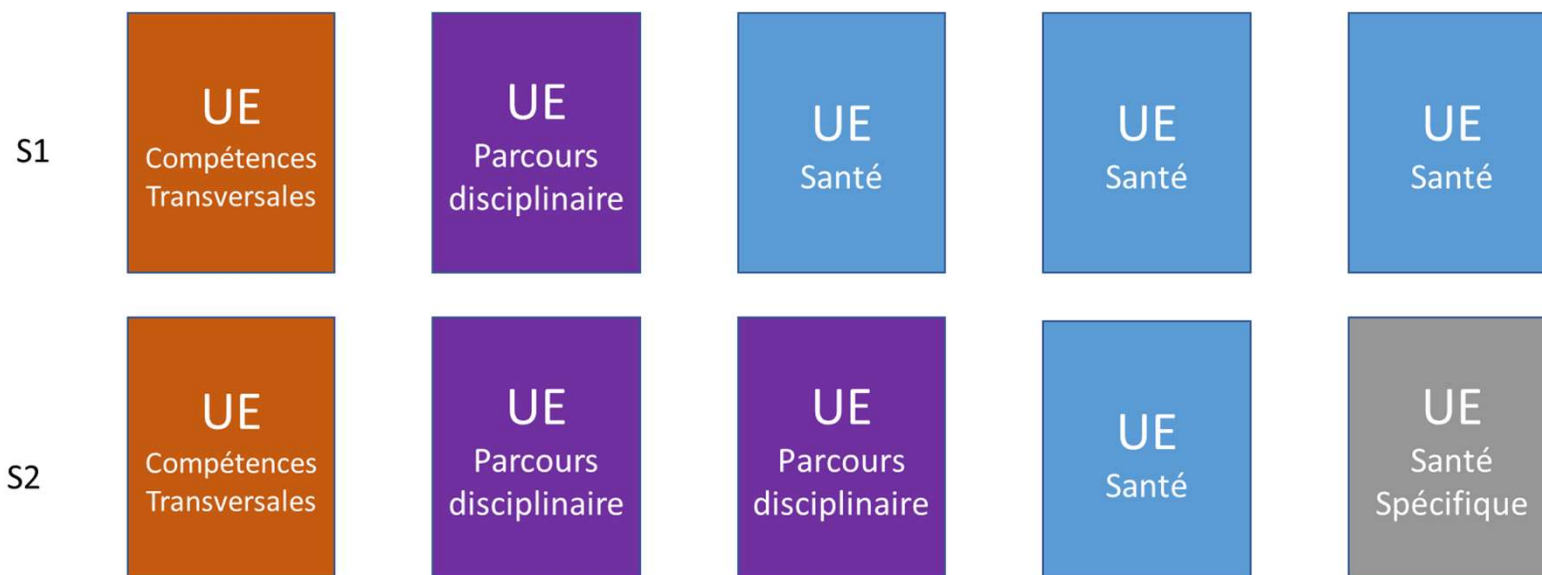 S1
UE
Compétences
Transversales
UE
Parcours
disciplinaire
UE
Santé
UE
Santé
UE
Santé
S2
UE
Compétences
Transversales
UE
Parcours
disciplinaire
UE
Parcours
disciplinaire
UE
Santé
UE
Santé
Spécifique